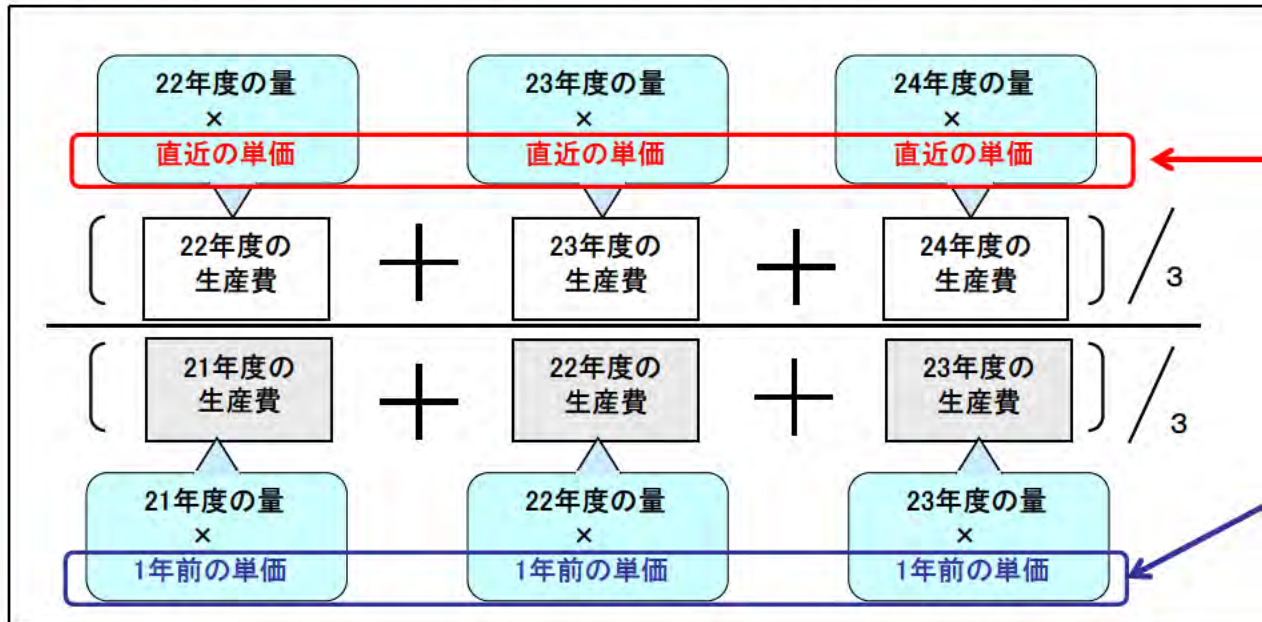 22年度の量
×
直近の単価
23年度の量
×
直近の単価
24年度の量
×
直近の単価
22年度の
生産費
+
23年度の
生産費
+
24年度の
生産費
/3
21年度の
生産費
+
22年度の
生産費
+
23年度の
生産費
/3
21年度の量
×
1年前の単価
22年度の量
×
1年前の単価
23年度の量
×
1年前の単価